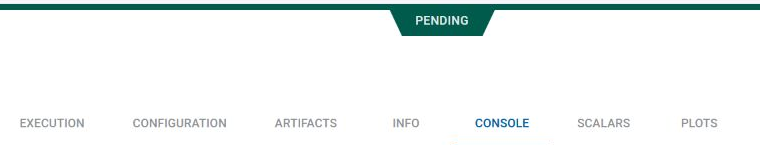 PENDING
EXECUTION CONFIGURATION ARTIFACTS INFO CONSOLE SCALARS PLOTS